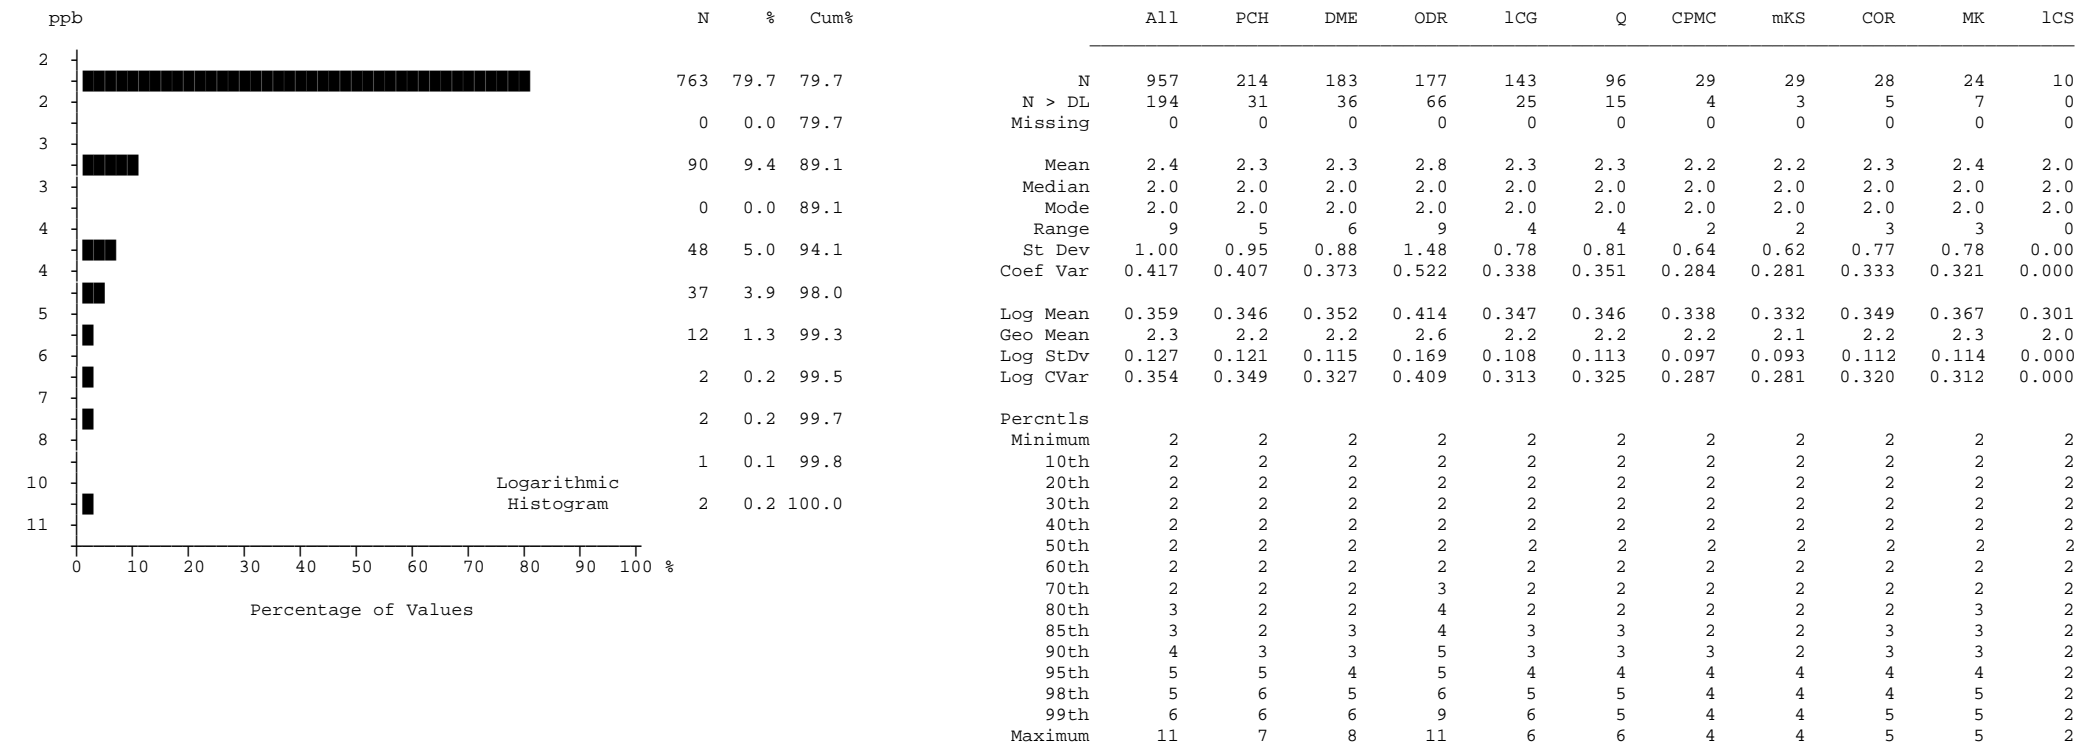 ppb N % Cum% All PCH DME ODR lCG Q CPMC mKS COR MK lCS
2
763 79.7 79.7 N 957 214 183 177 143 96 29 29 28 24 10
2 N > DL 194 31 36 66 25 15 4 3 5 7 0
0 0.0 79.7 Missing 0 0 0 0 0 0 0 0 0 0 0
3
90 9.4 89.1 Mean 2.4 2.3 2.3 2.8 2.3 2.3 2.2 2.2 2.3 2.4 2.0
3 Median 2.0 2.0 2.0 2.0 2.0 2.0 2.0 2.0 2.0 2.0 2.0
0 0.0 89.1 Mode 2.0 2.0 2.0 2.0 2.0 2.0 2.0 2.0 2.0 2.0 2.0
4 Range 9 5 6 9 4 4 2 2 3 3 0
48 5.0 94.1 St Dev 1.00 0.95 0.88 1.48 0.78 0.81 0.64 0.62 0.77 0.78 0.00
4 Coef Var 0.417 0.407 0.373 0.522 0.338 0.351 0.284 0.281 0.333 0.321 0.000
37 3.9 98.0
5 Log Mean 0.359 0.346 0.352 0.414 0.347 0.346 0.338 0.332 0.349 0.367 0.301
12 1.3 99.3 Geo Mean 2.3 2.2 2.2 2.6 2.2 2.2 2.2 2.1 2.2 2.3 2.0
6 Log StDv 0.127 0.121 0.115 0.169 0.108 0.113 0.097 0.093 0.112 0.114 0.000
2 0.2 99.5 Log CVar 0.354 0.349 0.327 0.409 0.313 0.325 0.287 0.281 0.320 0.312 0.000
7
2 0.2 99.7 Percntls
8 Minimum 2 2 2 2 2 2 2 2 2 2 2
1 0.1 99.8 10th 2 2 2 2 2 2 2 2 2 2 2
10 Logarithmic 20th 2 2 2 2 2 2 2 2 2 2 2
Histogram 2 0.2 100.0 30th 2 2 2 2 2 2 2 2 2 2 2
11 40th 2 2 2 2 2 2 2 2 2 2 2
50th 2 2 2 2 2 2 2 2 2 2 2
0 10 20 30 40 50 60 70 80 90 100 % 60th 2 2 2 2 2 2 2 2 2 2 2
70th 2 2 2 3 2 2 2 2 2 2 2
Percentage of Values 80th 3 2 2 4 2 2 2 2 2 3 2
85th 3 2 3 4 3 3 2 2 3 3 2
90th 4 3 3 5 3 3 3 2 3 3 2
95th 5 5 4 5 4 4 4 4 4 4 2
98th 5 6 5 6 5 5 4 4 4 5 2
99th 6 6 6 9 6 5 4 4 5 5 2
Maximum 11 7 8 11 6 6 4 4 5 5 2